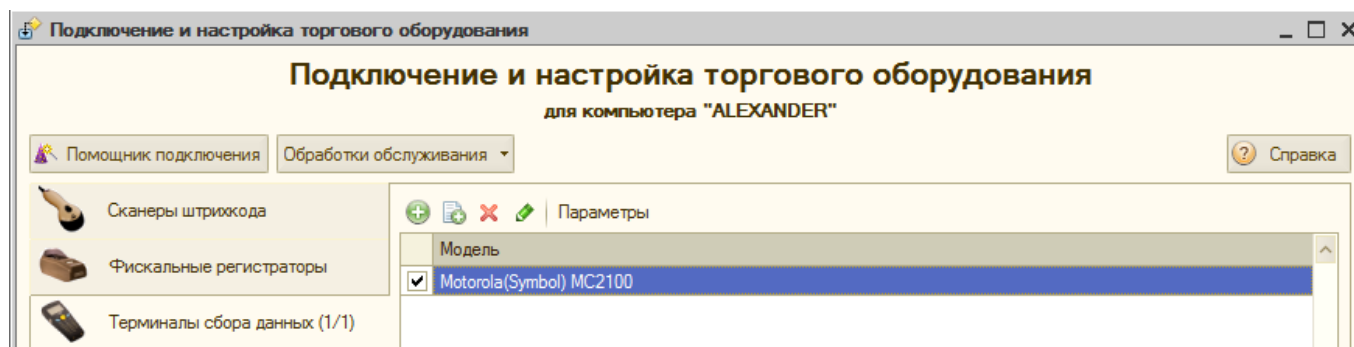 Подключение и настройка торгового оборудования
Подключение и настройка торгового оборудования
для компьютера "ALEXANDER"
Помощник подключения Обработки обслуживания Справка
Сканеры штрихкода
Параметры
Модель
Фискальные регистраторы
Motorola(Symbol) MC2100
Терминалы сбора данных (1/1)